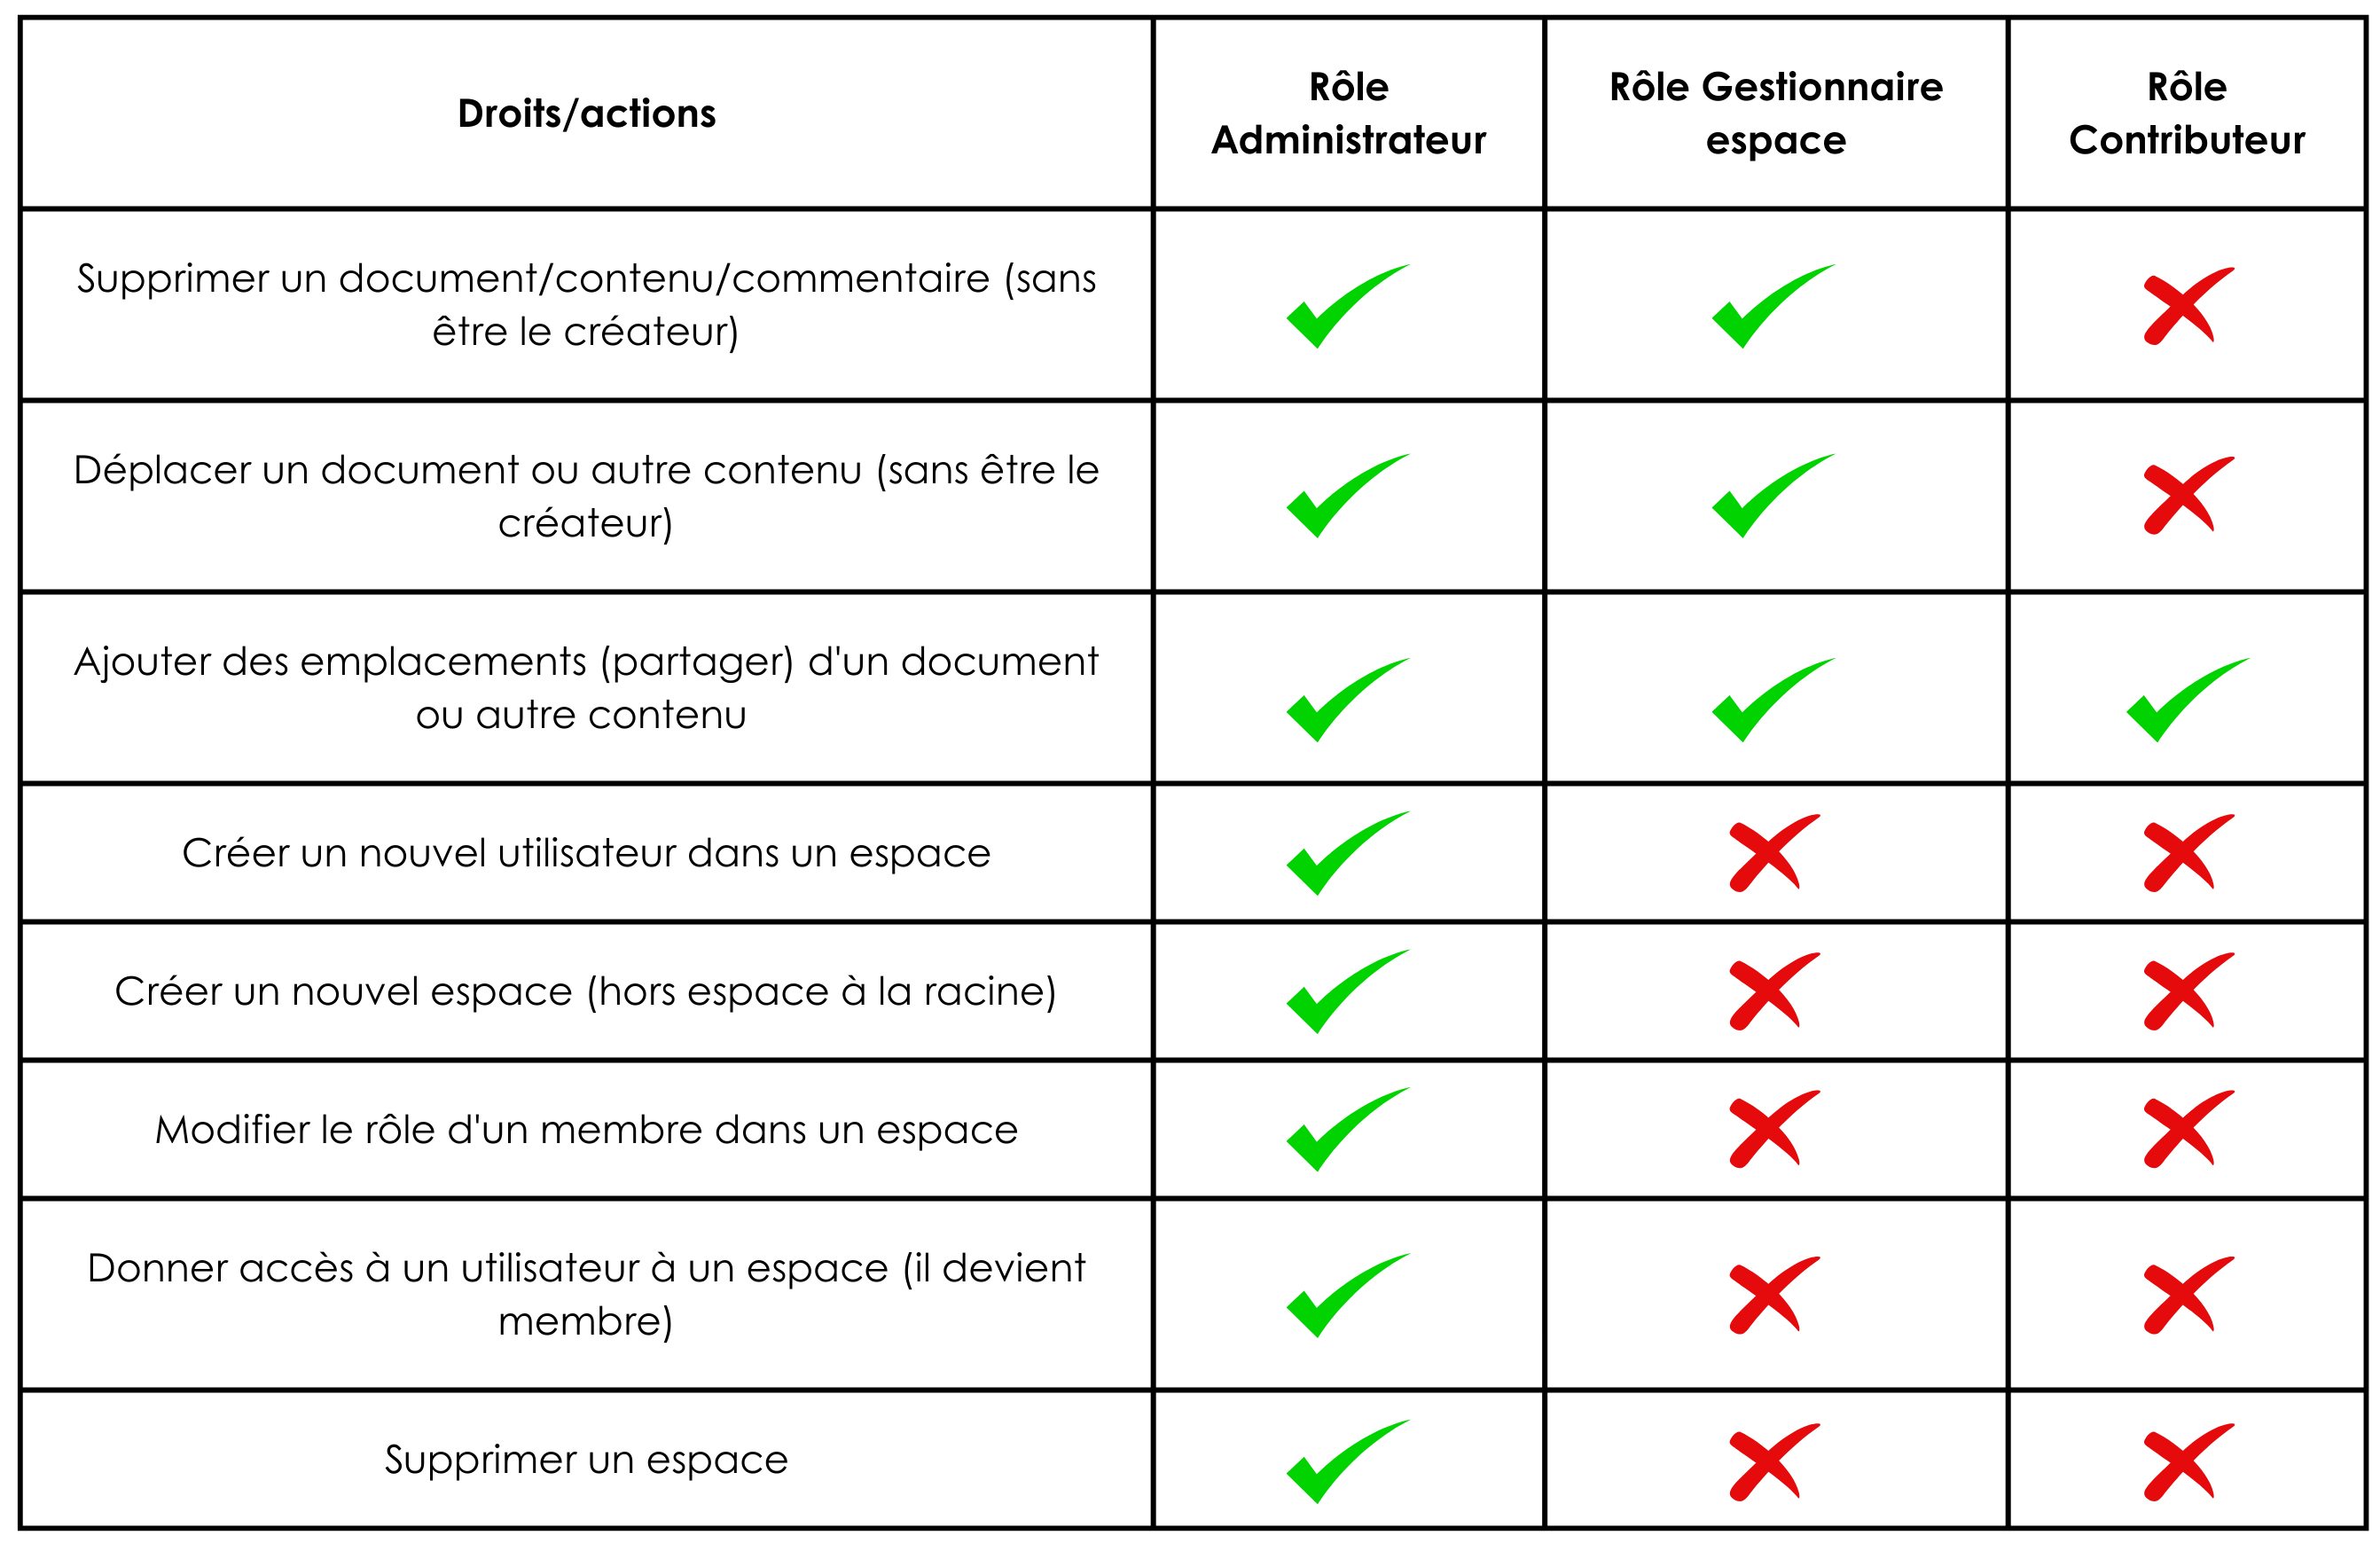 Droits/actions
Rôle
Administrateur
Rôle Gestionnaire
espace
Rôle
Contributeur
Supprimer un document/contenu/commentaire (sans
être le créateur)
Déplacer un document ou autre contenu (sans être le
créateur)
Ajouter des emplacements (partager) d'un document
ou autre contenu
Créer un nouvel utilisateur dans un espace
Créer un nouvel espace (hors espace à la racine)
Modifier le rôle d'un membre dans un espace
Donner accès à un utilisateur à un espace (il devient
membre)
Supprimer un espace